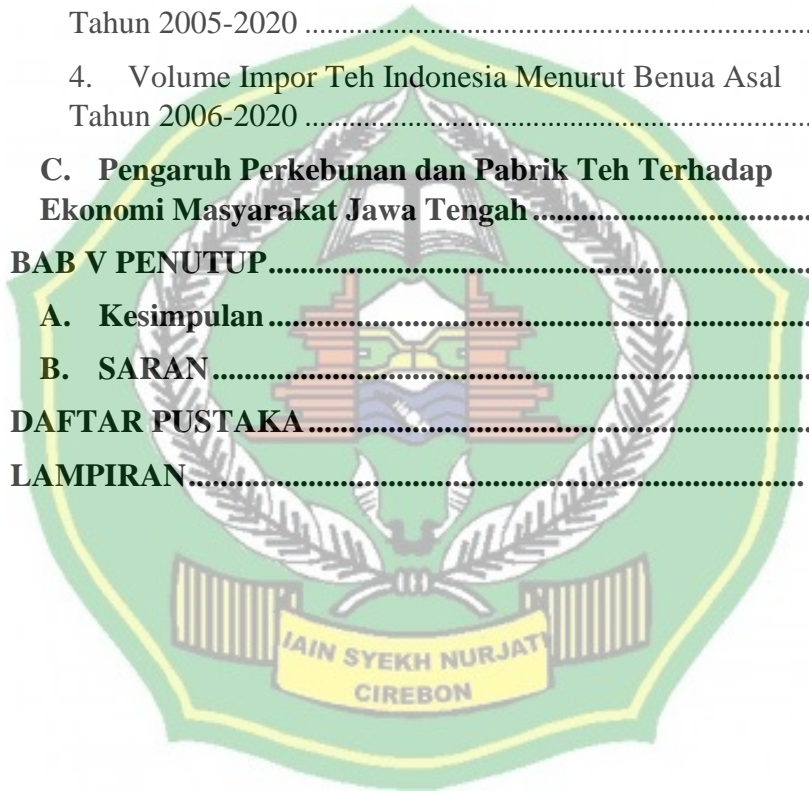 Tahun 2005-2020 ........................................................................
4. Volume Impor Teh Indonesia Menurut Benua Asal
Tahun 2006-2020 ........................................................................
C. Pengaruh Perkebunan dan Pabrik Teh Terhadap
Ekonomi Masyarakat Jawa Tengah ........................................
BAB V PENUTUP ........................................................................
A. Kesimpulan ........................................................................
B. SARAN ........................................................................
DAFTAR PUSTAKA ........................................................................
LAMPIRAN ........................................................................
IAIN SYEKH NURJATI
CIREBON